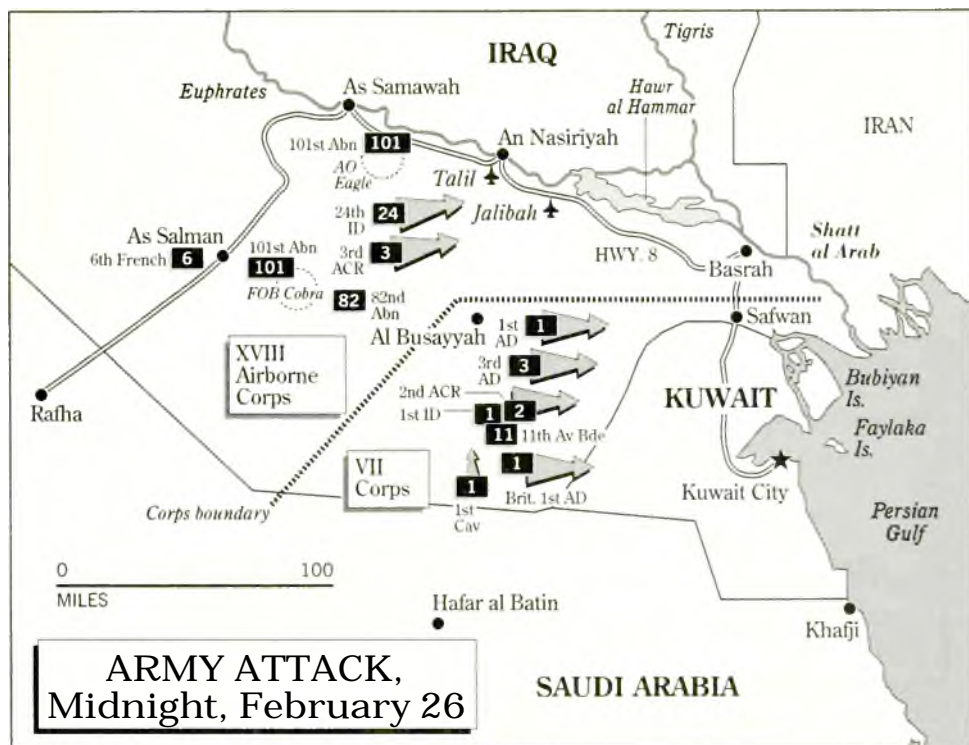 IRAQ
Tigris
Euphrates
As Samawah
Hawr
al Hammar
IRAN
101st Abn
101
AO
Eagle
An Nasiriyah
Talil
Jalibah
24th
ID
24
3rd
ACR
3
As Salman
6th French
6
101st Abn
101
FOB Cobra
82
82nd
Abn
HWY. 8
Basrah
Shatt
al Arab
Safwan
Al Busayyah
1st
AD
1
3rd
AD
3
2nd ACR
2
1st ID
1
11
11th Av Bde
1
Brit. 1st AD
1
1st
Cav
XVIII
Airborne
Corps
VII
Corps
Rafha
Corps boundary
KUWAIT
Bubiyan
Is.
Faylaka
Is.
Kuwait City
Persian
Gulf
0
100
MILES
Hafar al Batin
Khafji
SAUDI ARABIA
ARMY ATTACK,
Midnight, February 26